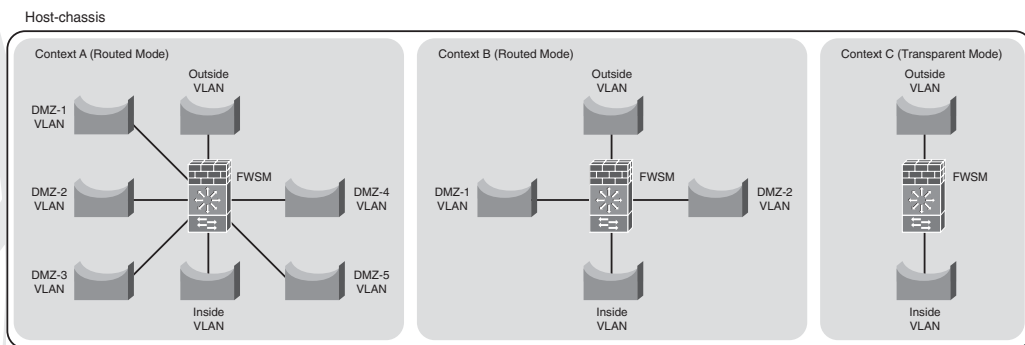 Host-chassis
Context A (Routed Mode)
Outside
VLAN
DMZ-1
VLAN
DMZ-2
VLAN
FWSM
DMZ-4
VLAN
DMZ-3
VLAN
Inside
VLAN
DMZ-5
VLAN
Context B (Routed Mode)
Outside
VLAN
DMZ-1
VLAN
FWSM
DMZ-2
VLAN
Inside
VLAN
Context C (Transparent Mode)
Outside
VLAN
FWSM
Inside
VLAN